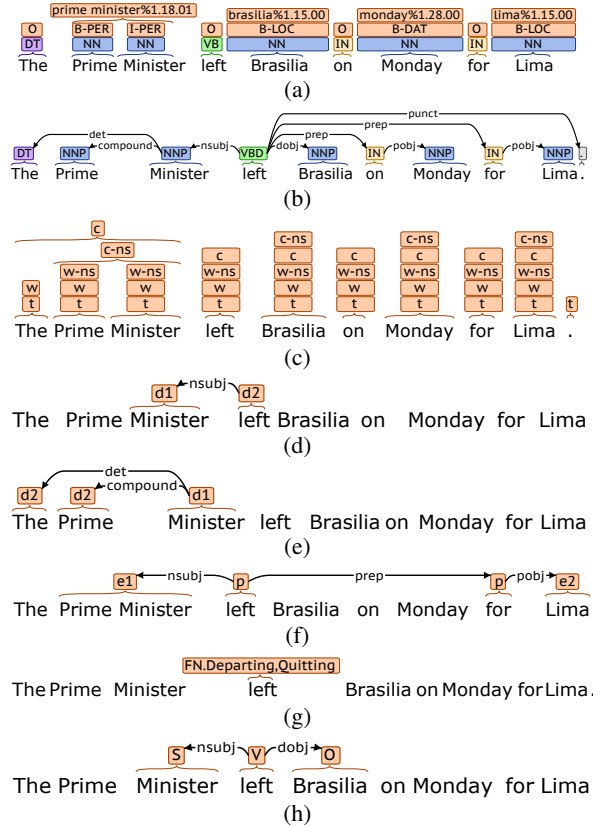 prime minister%1.18.01 brasilia%1.15.00 monday%1.28.00 lima%1.15.00
O B-PER I-PER O B-LOC O B-DAT O B-LOC
DT NN NN VB NN IN NN IN NN
The Prime Minister left Brasilia on Monday for Lima
(a)
punct
prep
det prep
compound nsubj dobj pobj pobj
DT NNP NNP VBD NNP IN NNP IN NNP .
The Prime Minister left Brasilia on Monday for Lima.
(b)
c c-ns c-ns c-ns
c-ns c c c c c c
w-ns w-ns w-ns w-ns w-ns w-ns w-ns w-ns
w w w w w w w w w
t t t t t t t t t t
The Prime Minister left Brasilia on Monday for Lima .
(c)
nsubj
d1 d2
The Prime Minister left Brasilia on Monday for Lima
(d)
det
compound
d2 d2 d1
The Prime Minister left Brasilia on Monday for Lima
(e)
nsubj prep pobj
e1 p p e2
The Prime Minister left Brasilia on Monday for Lima
(f)
FN.Departing,Quitting
The Prime Minister left Brasilia on Monday for Lima.
(g)
nsubj dobj
S V O
The Prime Minister left Brasilia on Monday for Lima
(h)